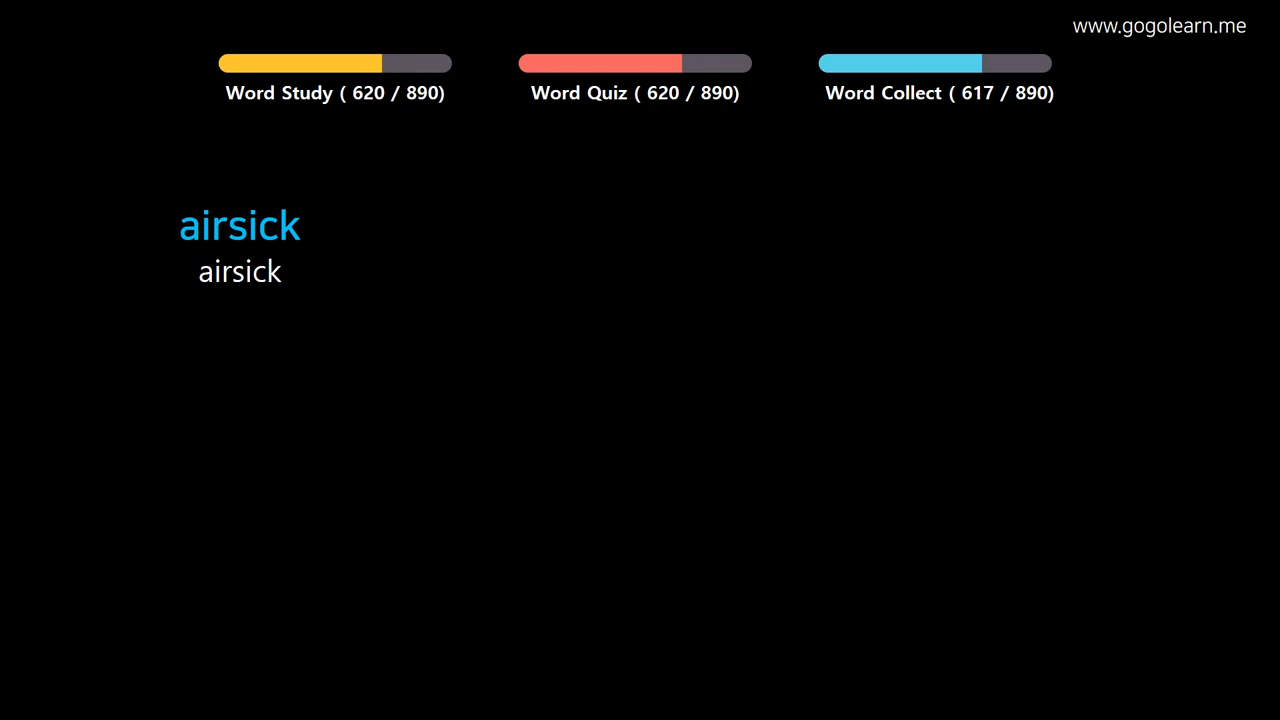 www.gogolearn.me
Word Study ( 620 / 890)
Word Quiz ( 620 / 890)
Word Collect ( 617 / 890)
airsick
airsick